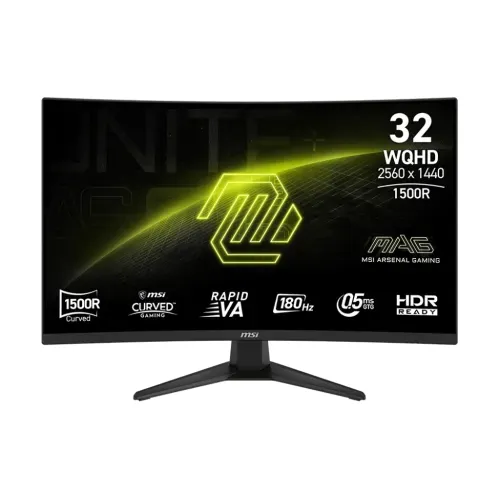 UNITE
32
WQHD
2560 x 1440
1500R
MAG
MSI ARSENAL GAMING
1500R
Curved
msi
CURVED
GAMING
RAPID
VA
180Hz
0.5ms
GTG
HDR
READY
msi